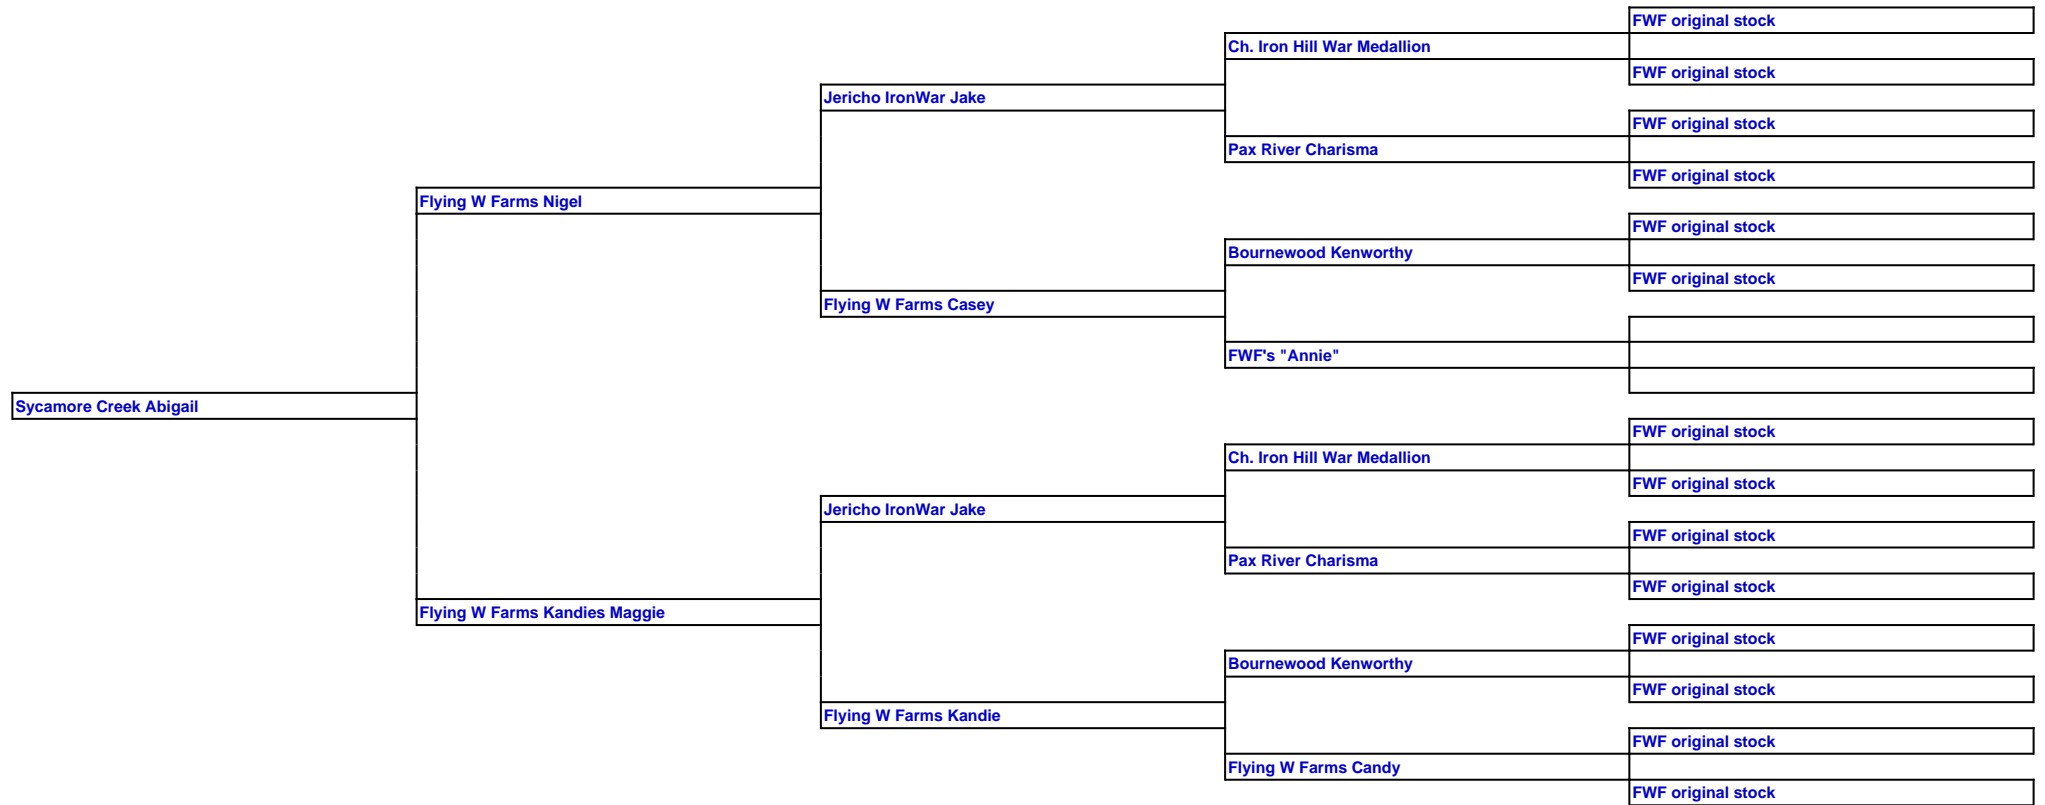 FWF original stock
Ch. Iron Hill War Medallion
FWF original stock
Jericho IronWar Jake
FWF original stock
Pax River Charisma
FWF original stock
Flying W Farms Nigel
FWF original stock
Bournewood Kenworthy
FWF original stock
Flying W Farms Casey
FWF's "Annie"
Sycamore Creek Abigail
FWF original stock
Ch. Iron Hill War Medallion
FWF original stock
Jericho IronWar Jake
FWF original stock
Pax River Charisma
FWF original stock
Flying W Farms Kandies Maggie
FWF original stock
Bournewood Kenworthy
FWF original stock
Flying W Farms Kandie
FWF original stock
Flying W Farms Candy
FWF original stock